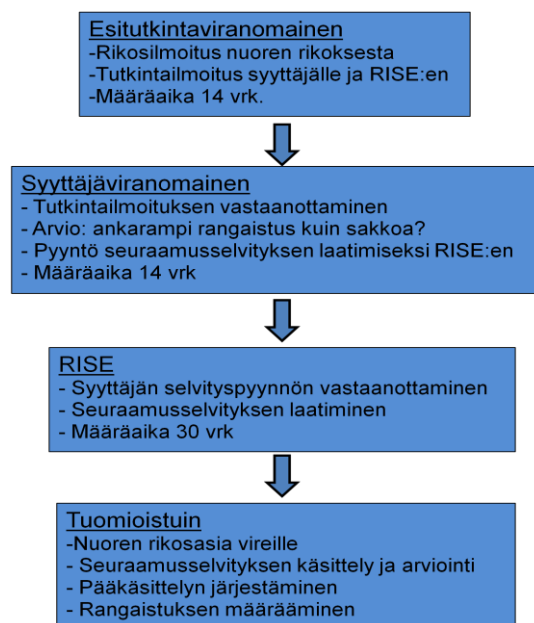 Esitutkintaviranomainen
-Rikosilmoitus nuoren rikoksesta
-Tutkintailmoitus syyttäjälle ja RISE:en
-Määräaika 14 vrk.
Syyttäjäviranomainen
- Tutkintailmoituksen vastaanottaminen
- Arvio: ankarampi rangaistus kuin sakkoa?
- Pyyntö seuraamusselvityksen laatimiseksi RISE:en
- Määräaika 14 vrk
RISE
- Syyttäjän selvityspyynnön vastaanottaminen
- Seuraamusselvityksen laatiminen
- Määräaika 30 vrk
Tuomioistuin
-Nuoren rikosasia vireille
- Seuraamusselvityksen käsittely ja arviointi
- Pääkäsittelyn järjestäminen
- Rangaistuksen määrääminen